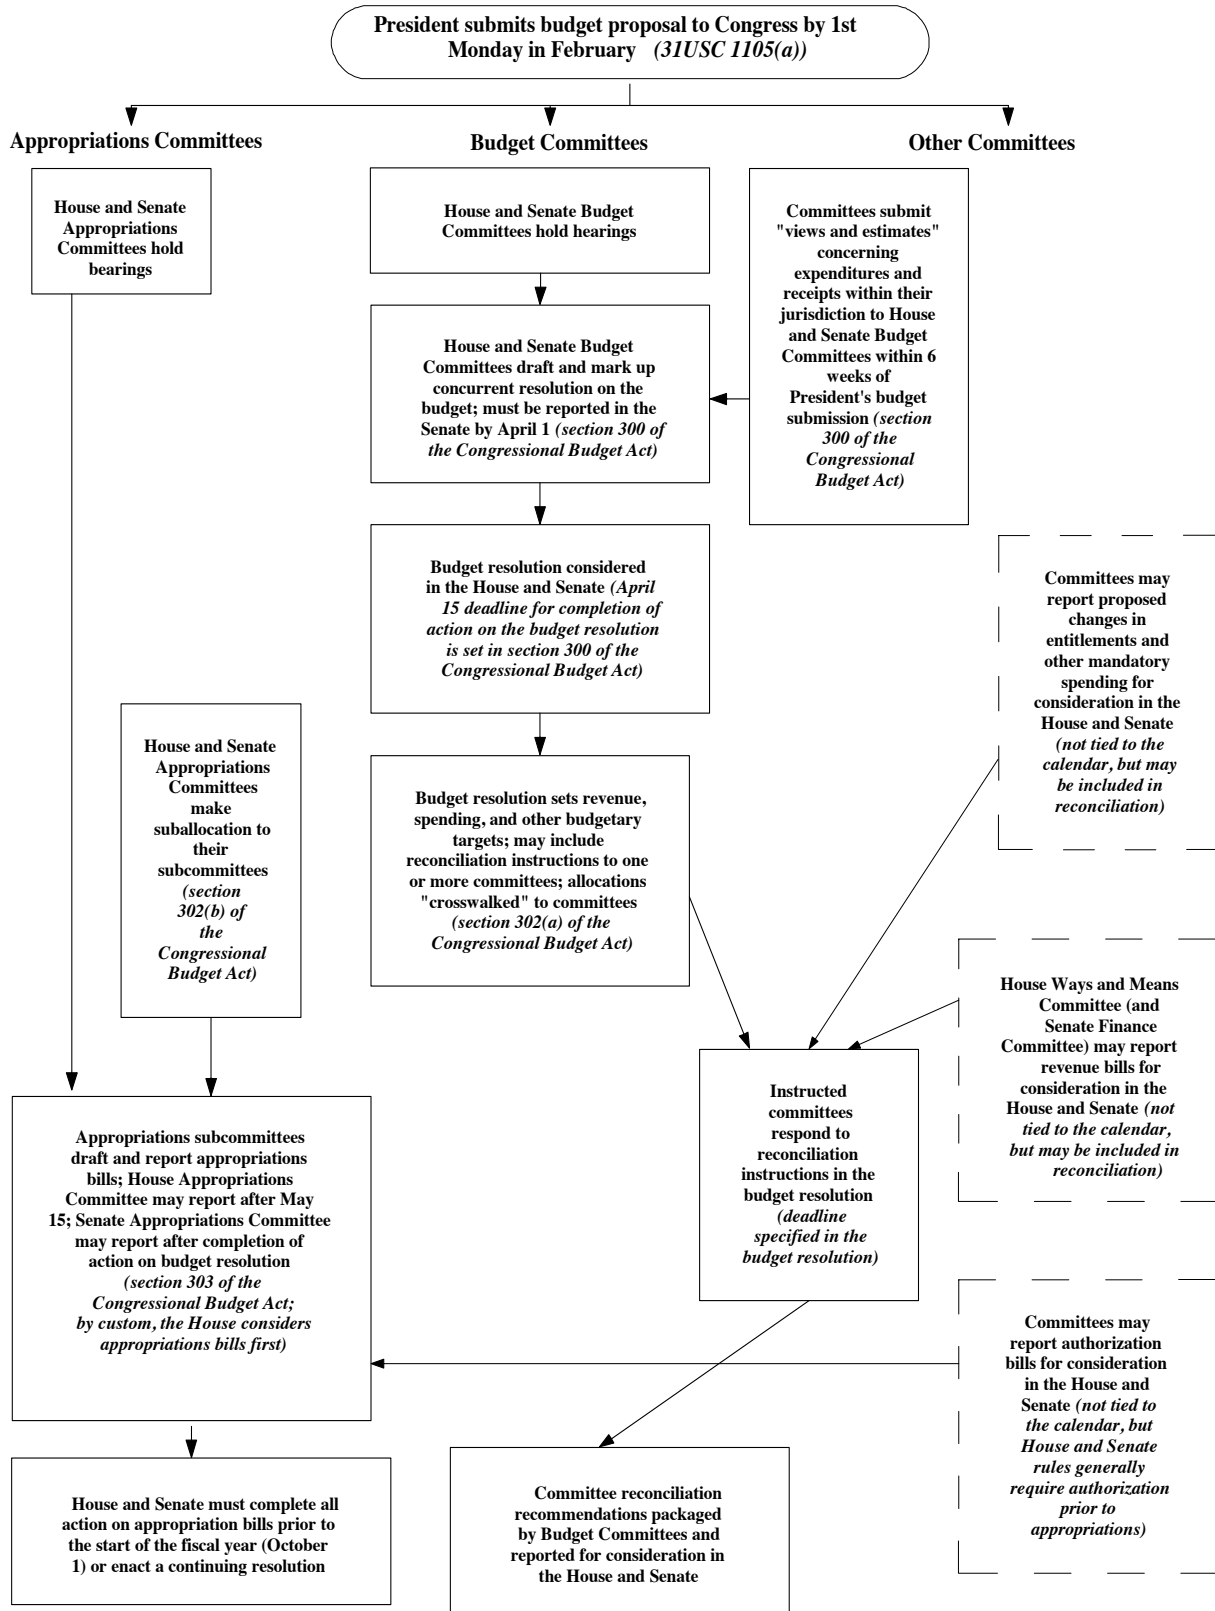 President submits budget proposal to Congress by 1st
Monday in February (31USC 1105(a))
Appropriations Committees
Budget Committees
Other Committees
House and Senate
Appropriations
Committees hold
bearings
House and Senate Budget
Committees hold hearings
Committees submit
"views and estimates"
concerning
expenditures and
receipts within their
jurisdiction to House
and Senate Budget
Committees within 6
weeks of
President's budget
submission (section
300 of the
Congressional
Budget Act)
House and Senate Budget
Committees draft and mark up
concurrent resolution on the
budget; must be reported in the
Senate by April 1 (section 300 of
the Congressional Budget Act)
Budget resolution considered
in the House and Senate (April
15 deadline for completion of
action on the budget resolution
is set in section 300 of the
Congressional Budget Act)
Committees may
report proposed
changes in
entitlements and
other mandatory
spending for
consideration in the
House and Senate
(not tied to the
calendar, but may
be included in
reconciliation)
House and Senate
Appropriations
Committees
make
suballocation to
their
subcommittees
(section
302(b) of
the
Congressional
Budget Act)
Budget resolution sets revenue,
spending, and other budgetary
targets; may include
reconciliation instructions to one
or more committees; allocations
"crosswalked" to committees
(section 302(a) of the
Congressional Budget Act)
House Ways and Means
Committee (and
Senate Finance
Committee) may report
revenue bills for
consideration in the
House and Senate (not
tied to the calendar,
but may be included in
reconciliation)
Instructed
committees
respond to
reconciliation
instructions in the
budget resolution
(deadline
specified in the
budget resolution)
Appropriations subcommittees
draft and report appropriations
bills; House Appropriations
Committee may report after May
15; Senate Appropriations Committee
may report after completion of
action on budget resolution
(section 303 of the
Congressional Budget Act;
by custom, the House considers
appropriations bills first)
Committees may
report authorization
bills for consideration
in the House and
Senate (not tied to
the calendar, but
House and Senate
rules generally
require authorization
prior to
appropriations)
House and Senate must complete all
action on appropriation bills prior to
the start of the fiscal year (October
1) or enact a continuing resolution
Committee reconciliation
recommendations packaged
by Budget Committees and
reported for consideration in
the House and Senate